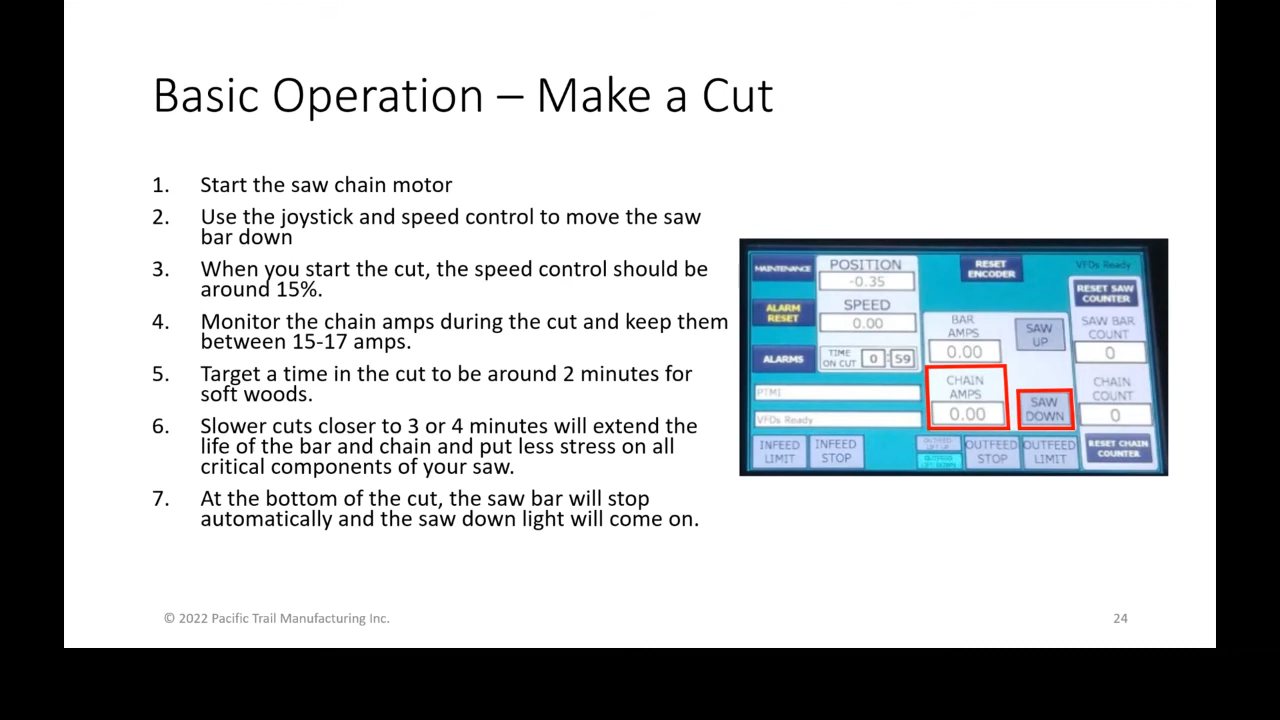 Basic Operation – Make a Cut
1. Start the saw chain motor
2. Use the joystick and speed control to move the saw
bar down
3. When you start the cut, the speed control should be
around 15%.
4. Monitor the chain amps during the cut and keep them
between 15-17 amps.
5. Target a time in the cut to be around 2 minutes for
soft woods.
6. Slower cuts closer to 3 or 4 minutes will extend the
life of the bar and chain and put less stress on all
critical components of your saw.
7. At the bottom of the cut, the saw bar will stop
automatically and the saw down light will come on.
MAINTENANCE
POSITION
-0.35
RESET
ENCODER
VFDs Ready
ALARM
RESET
SPEED
0.00
RESET SAW
COUNTER
BAR
AMPS
0.00
SAW
UP
SAW BAR
COUNT
0
ALARMS
TIME
ON CUT
0 :59
CHAIN
AMPS
0.00
SAW
DOWN
CHAIN
COUNT
0
PTMI
VFDs Ready
INFEED
LIMIT
INFEED
STOP
OUTFEED
STOP
OUTFEED
LIMIT
RESET CHAIN
COUNTER
© 2022 Pacific Trail Manufacturing Inc.
24